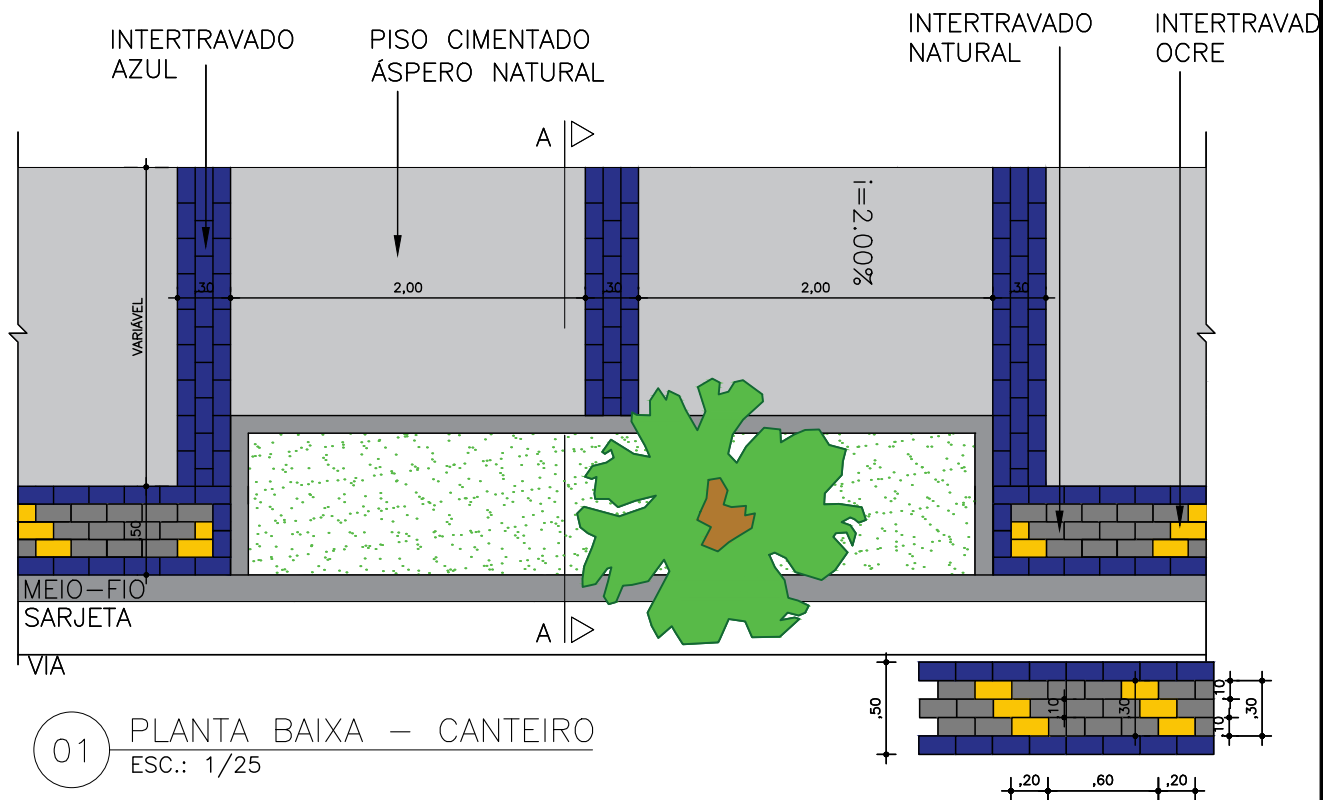 INTERTRAVADO
AZUL
PISO CIMENTADO
ÁSPERO NATURAL
INTERTRAVADO
NATURAL
INTERTRAVAD
OCRE
A
i=2.00%
,30
2,00
,30
2,00
,30
VARIÁVEL
,50
MEIO-FIO
SARJETA
A
VIA
01
PLANTA BAIXA - CANTEIRO
ESC.: 1/25
,50
,10
,30
,10
,10
,30
,20
,60
,20